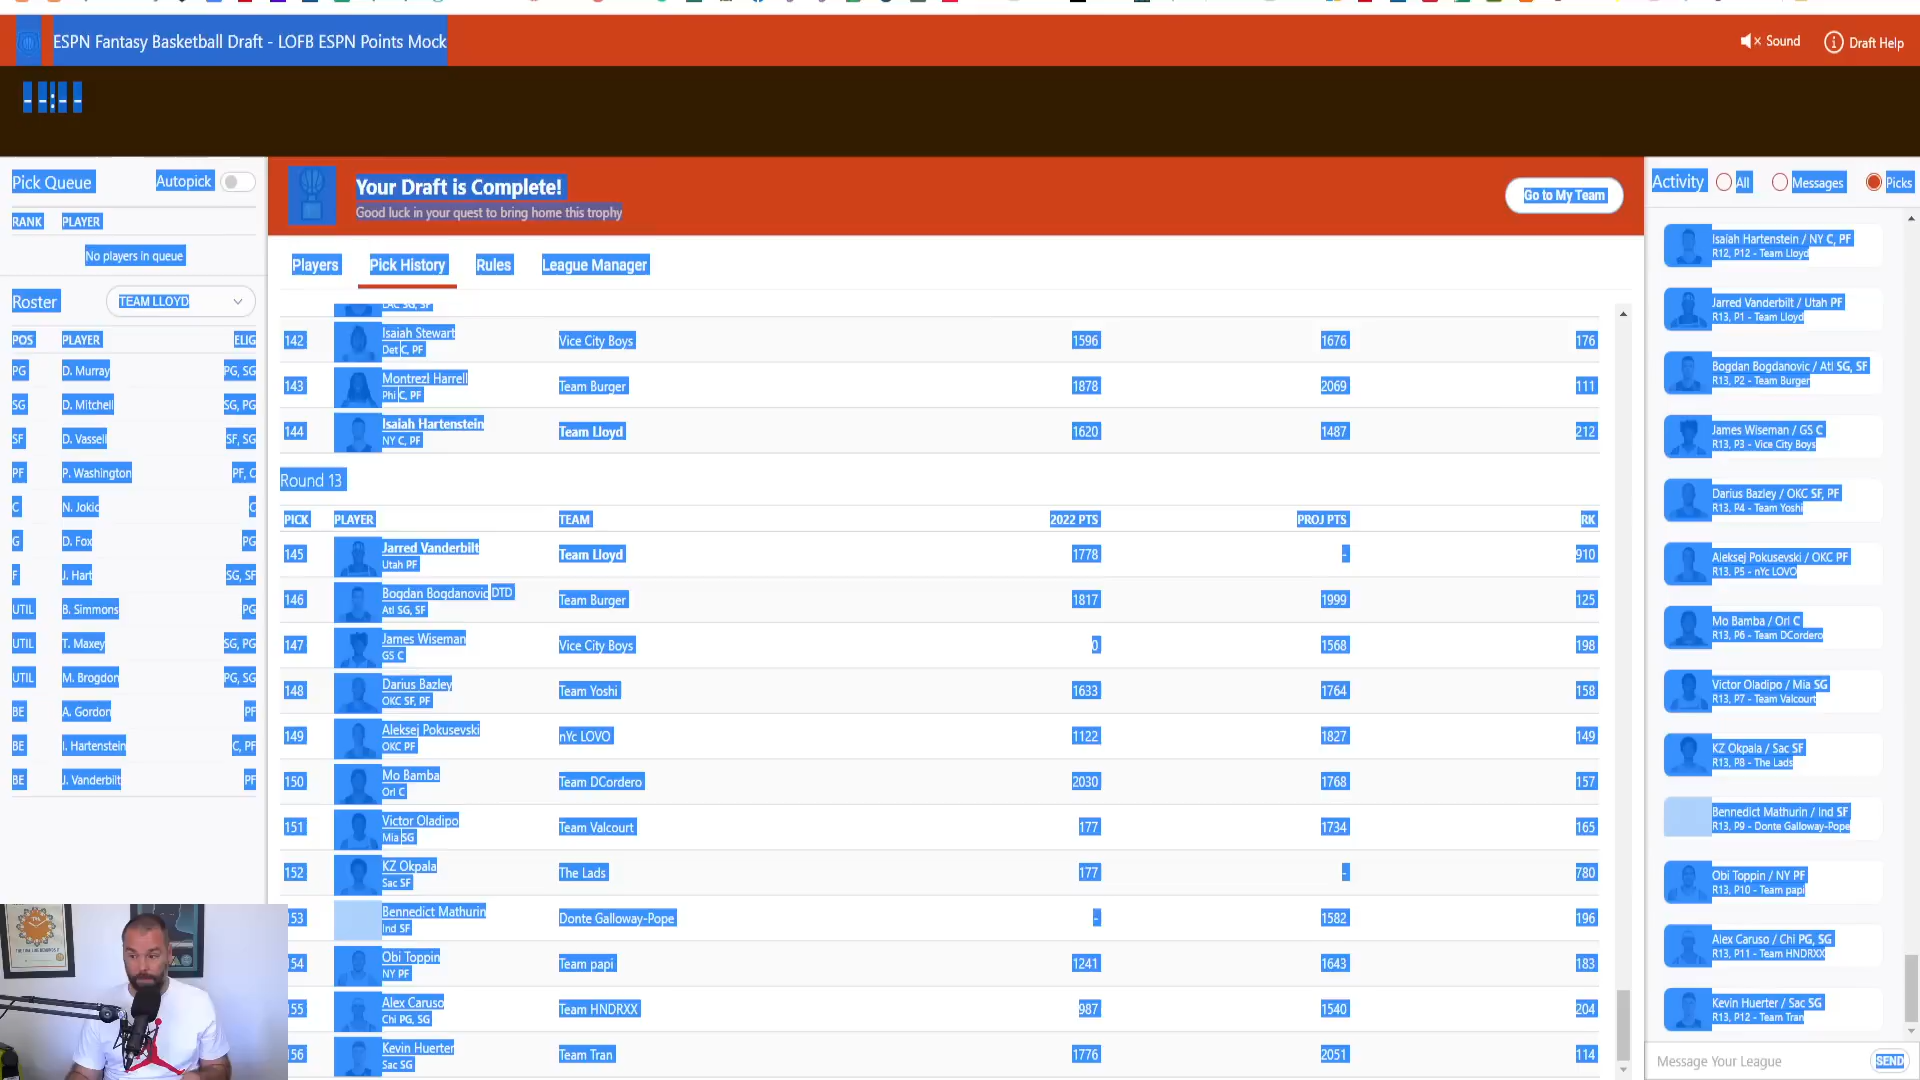 ESPN Fantasy Basketball Draft - LOFB ESPN Points Mock
Sound
Draft Help
--:--
Pick Queue
Autopick
RANK PLAYER
No players in queue
Roster
TEAM LLOYD
POS PLAYER ELIG
PG D. Murray PG, SG
SG D. Mitchell SG, PG
SF D. Vassell SF, SG
PF P. Washington PF, C
C N. Jokic C
G D. Fox PG
F J. Hart SG, SF
UTIL B. Simmons PG
UTIL T. Maxey SG, PG
UTIL M. Brogdon PG, SG
BE A. Gordon PF
BE I. Hartenstein C, PF
BE J. Vanderbilt PF
Your Draft is Complete!
Good luck in your quest to bring home this trophy
Go to My Team
Players Pick History Rules League Manager
LAC SG, SF
142 Isaiah Stewart Vice City Boys 1596 1676 176
Det C, PF
143 Montrezl Harrell Team Burger 1878 2069 111
Phi C, PF
144 Isaiah Hartenstein Team Lloyd 1620 1487 212
NY C, PF
Round 13
PICK PLAYER TEAM 2022 PTS PROJ PTS RK
145 Jarred Vanderbilt Team Lloyd 1778 - 910
Utah PF
146 Bogdan Bogdanovic DTD Team Burger 1817 1999 125
Atl SG, SF
147 James Wiseman Vice City Boys 0 1568 198
GS C
148 Darius Bazley Team Yoshi 1633 1764 158
OKC SF, PF
149 Aleksej Pokusevski nYc LOVO 1122 1827 149
OKC PF
150 Mo Bamba Team DCordero 2030 1768 157
Orl C
151 Victor Oladipo Team Valcourt 177 1734 165
Mia SG
152 KZ Okpala The Lads 177 - 780
Sac SF
53 Bennedict Mathurin Donte Galloway-Pope - 1582 196
Ind SF
54 Obi Toppin Team papi 1241 1643 183
NY PF
55 Alex Caruso Team HNDRXX 987 1540 204
Chi PG, SG
56 Kevin Huerter Team Tran 1776 2051 114
Sac SG
Activity All Messages Picks
Isaiah Hartenstein / NY C, PF
R12, P12 - Team Lloyd
Jarred Vanderbilt / Utah PF
R13, P1 - Team Lloyd
Bogdan Bogdanovic / Atl SG, SF
R13, P2 - Team Burger
James Wiseman / GS C
R13, P3 - Vice City Boys
Darius Bazley / OKC SF, PF
R13, P4 - Team Yoshi
Aleksej Pokusevski / OKC PF
R13, P5 - nYc LOVO
Mo Bamba / Orl C
R13, P6 - Team DCordero
Victor Oladipo / Mia SG
R13, P7 - Team Valcourt
KZ Okpala / Sac SF
R13, P8 - The Lads
Bennedict Mathurin / Ind SF
R13, P9 - Donte Galloway-Pope
Obi Toppin / NY PF
R13, P10 - Team papi
Alex Caruso / Chi PG, SG
R13, P11 - Team HNDRXX
Kevin Huerter / Sac SG
R13, P12 - Team Tran
Message Your League
SEND